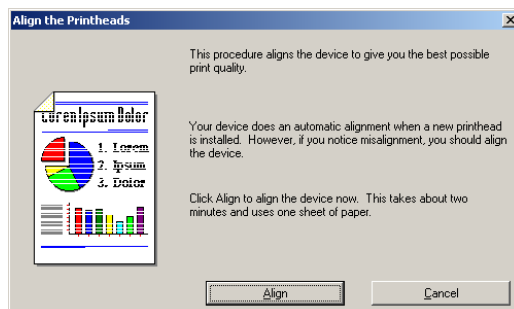 Align the Printheads
This procedure aligns the device to give you the best possible
print quality.
Lorem Ipsum Dolor
1. Lorem
2. Ipsum
3. Dolor
Your device does an automatic alignment when a new printhead
is installed.  However, if you notice misalignment, you should align
the device.
Click Align to align the device now.  This takes about two
minutes and uses one sheet of paper.
Align
Cancel